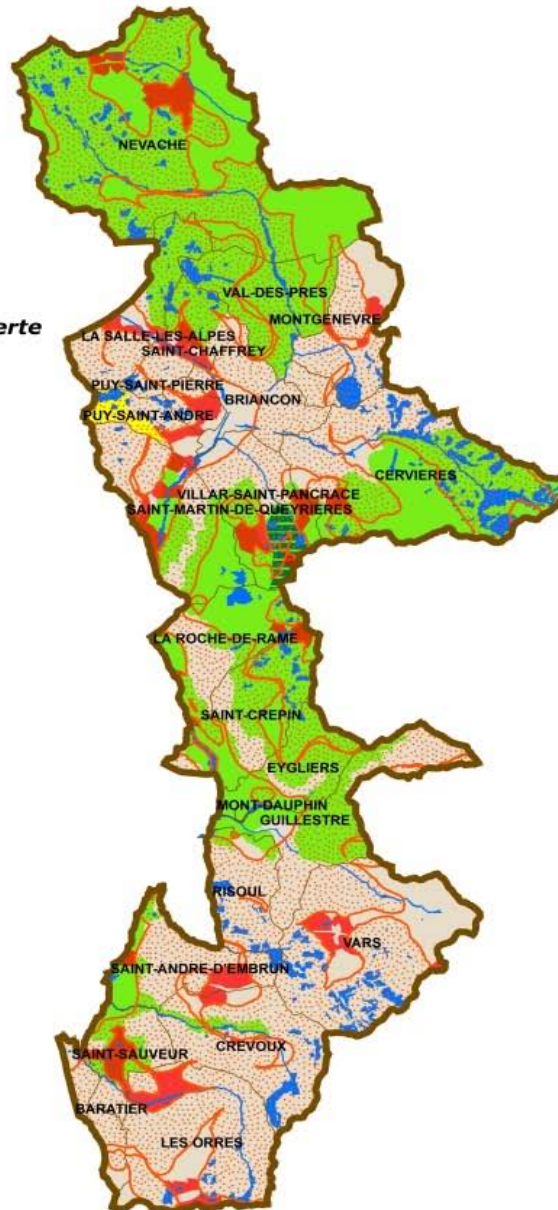 NEVACHE
VAL-DES-PRES
MONTGENEVRE
erte
LA SALLE-LES-ALPES
SAINT-CHAFFREY
PUY-SAINT-PIERRE
BRIANCON
PUY-SAINT-ANDRE
CERVIERES
VILLAR-SAINT-PANCRACE
SAINT-MARTIN-DE-QUEYRIERES
LA ROCHE-DE-RAME
SAINT-CREPIN
EYGLIERS
MONT-DAUPHIN
GUILLESTRE
RISOUL
VARS
SAINT-ANDRE-D'EMBRUN
CREVOUX
SAINT-SAUVEUR
BARATIER
LES ORRES